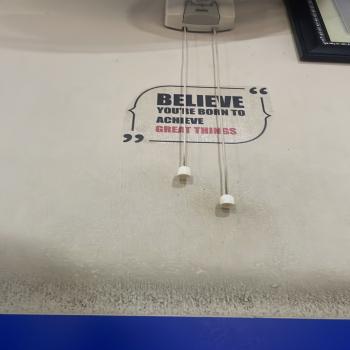 “
BELIEVE
YOU'RE BORN TO
ACHIEVE
GREAT THINGS
”